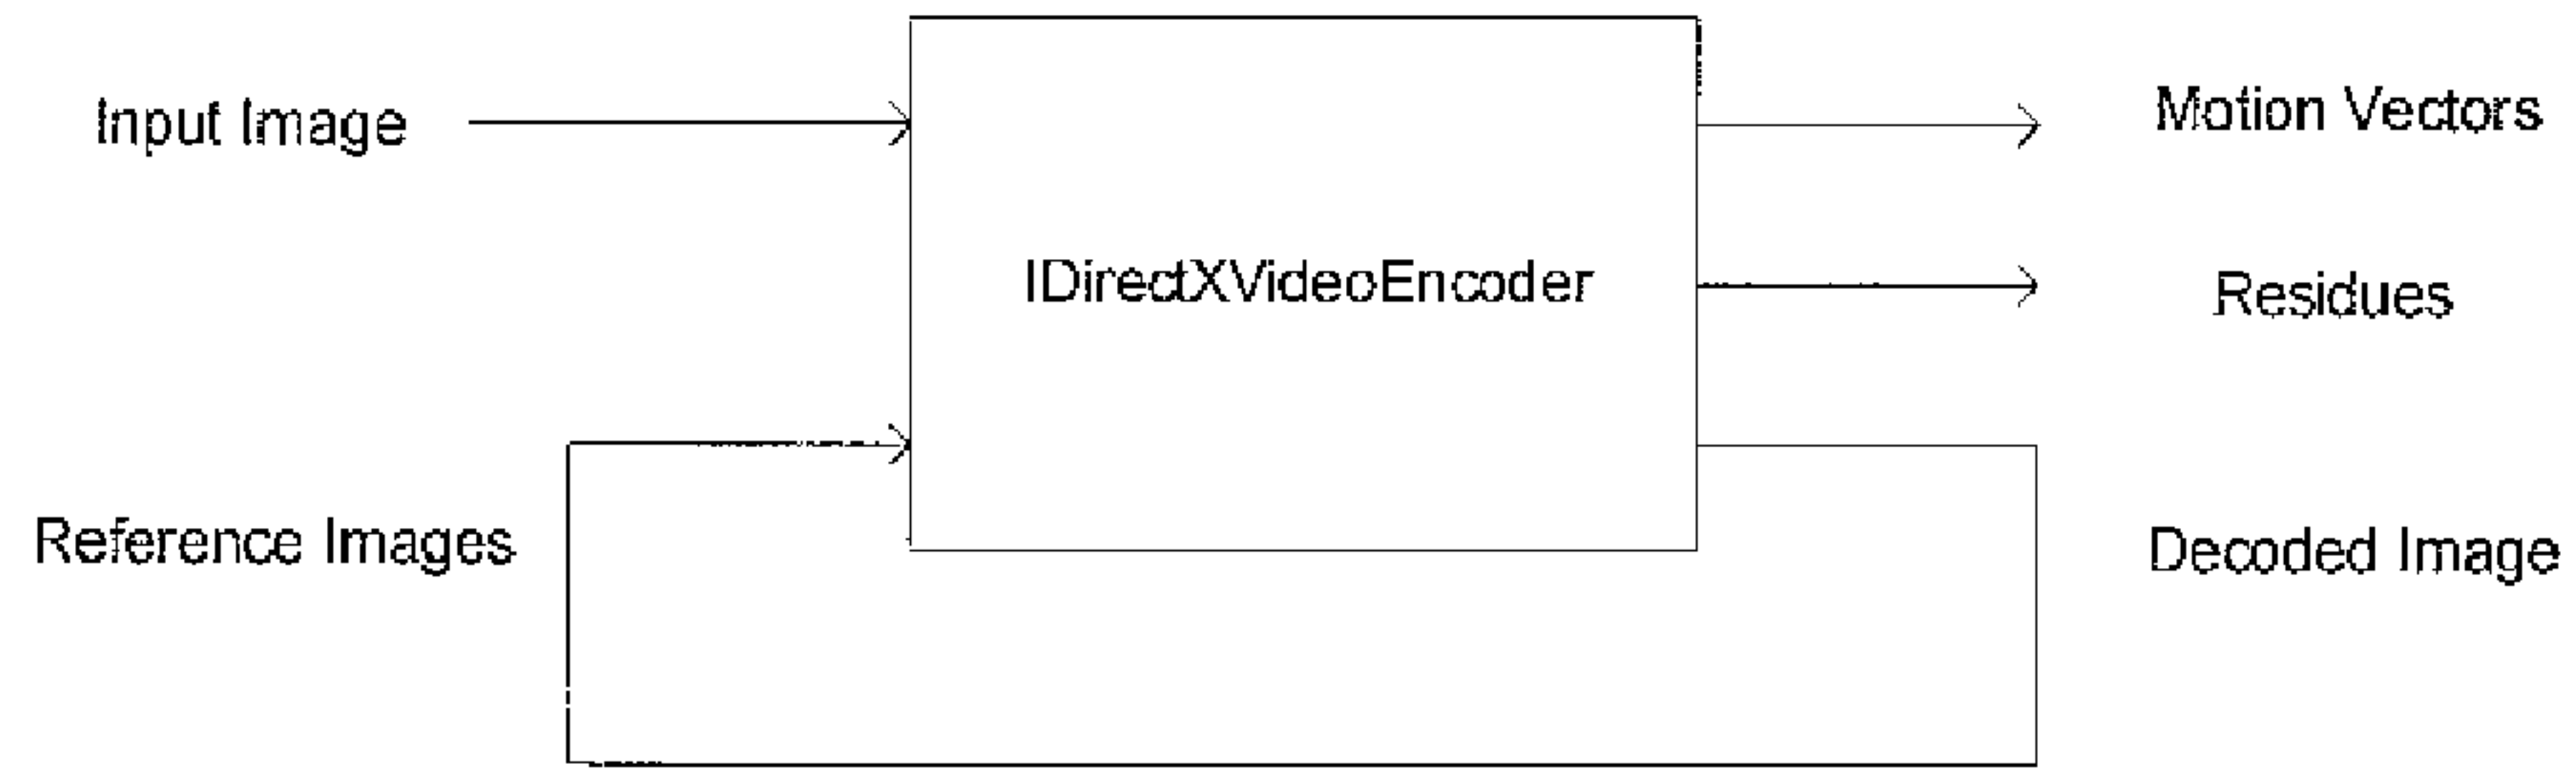 Input Image
Motion Vectors
IDirectXVideoEncoder
Residues
Reference Images
Decoded Image